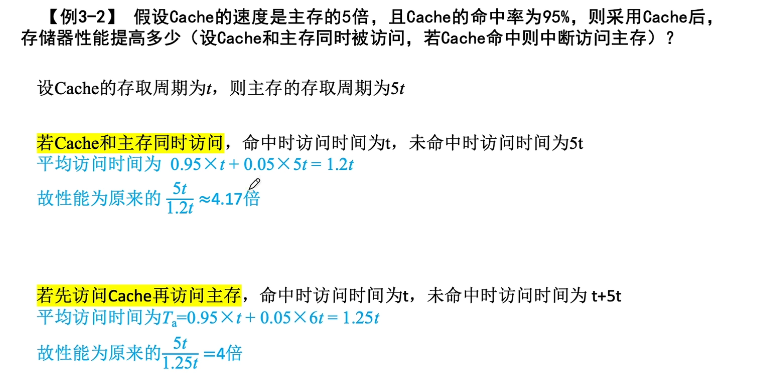 【例3-2】 假设Cache的速度是主存的5倍，且Cache的命中率为95%，则采用Cache后，
存储器性能提高多少（设Cache和主存同时被访问，若Cache命中则中断访问主存）？
设Cache的存取周期为t，则主存的存取周期为5t
若Cache和主存同时访问，命中时访问时间为t，未命中时访问时间为5t
平均访问时间为 0.95×t + 0.05×5t = 1.2t
故性能为原来的 5t/1.2t ≈4.17倍
若先访问Cache再访问主存，命中时访问时间为t，未命中时访问时间为 t+5t
平均访问时间为Ta=0.95×t + 0.05×6t = 1.25t
故性能为原来的 5t/1.25t =4倍